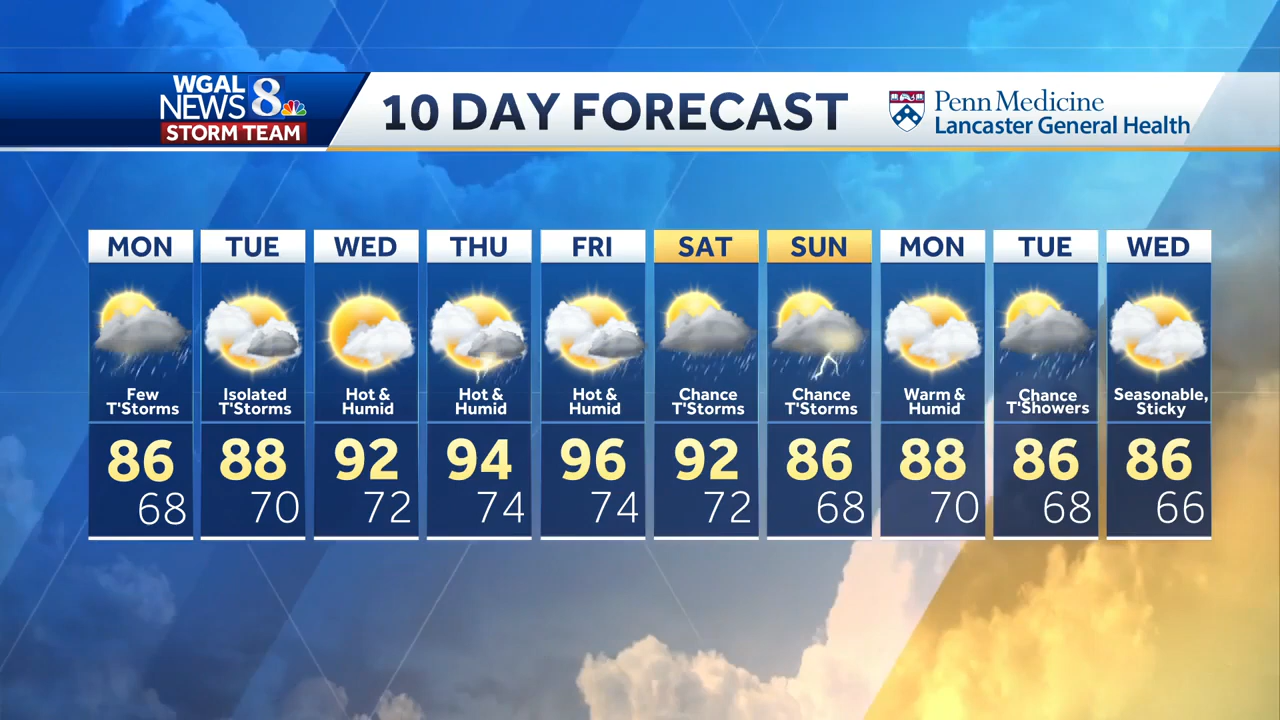 WGAL
NEWS 8
STORM TEAM
10 DAY FORECAST
Penn Medicine
Lancaster General Health
MON
TUE
WED
THU
FRI
SAT
SUN
MON
TUE
WED
Few
T'Storms
Isolated
T'Storms
Hot &
Humid
Hot &
Humid
Hot &
Humid
Chance
T'Storms
Chance
T'Storms
Warm &
Humid
Chance
T'Showers
Seasonable,
Sticky
86
88
92
94
96
92
86
88
86
86
68
70
72
74
74
72
68
70
68
66